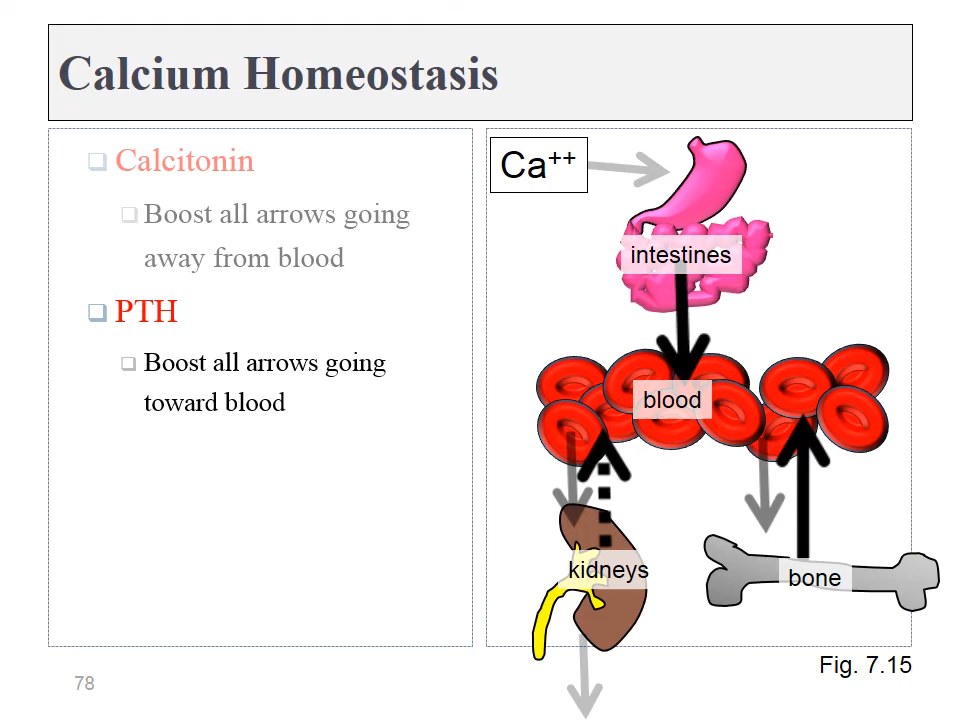 Calcium Homeostasis
Calcitonin
Boost all arrows going
away from blood
PTH
Boost all arrows going
toward blood
Ca++
intestines
blood
kidneys
bone
Fig. 7.15
78